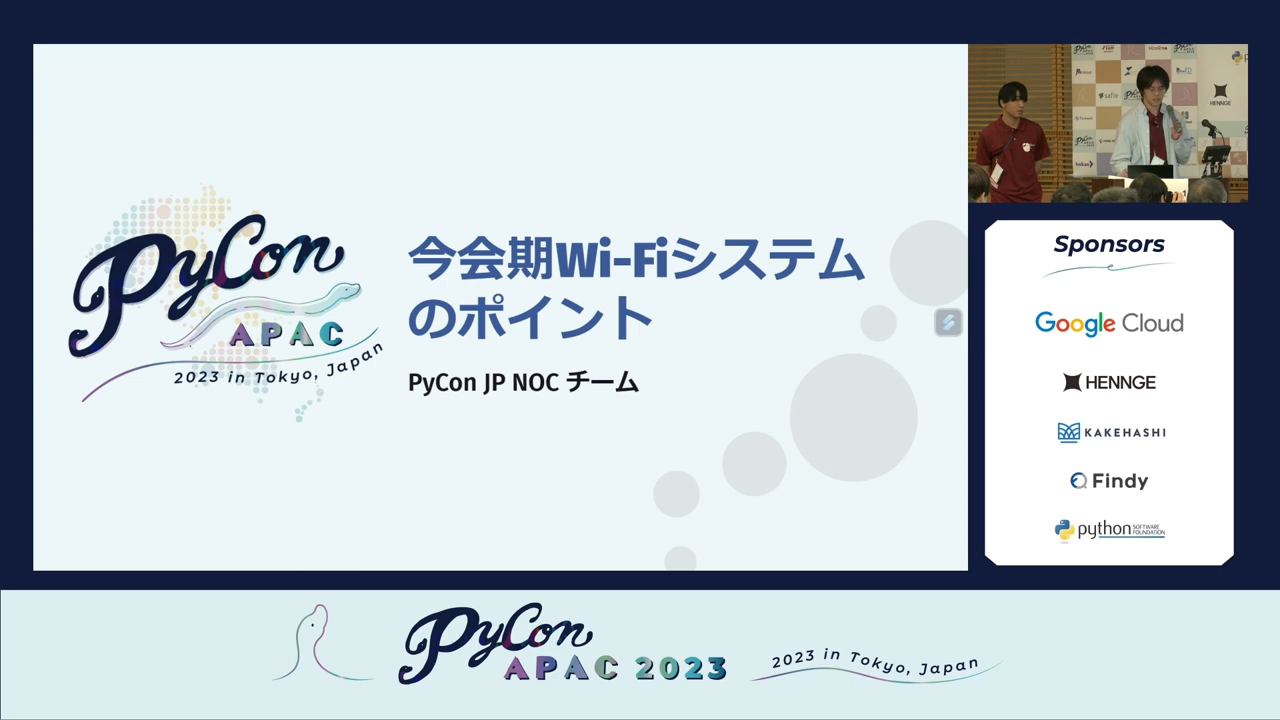 PyCon
APAC
2023 in Tokyo, Japan
今会期Wi-Fiシステム
のポイント
PyCon JP NOC チーム
HENNGE
safie
Sponsors
Google Cloud
HENNGE
KAKEHASHI
Findy
python SOFTWARE FOUNDATION
PyCon
APAC 2023
2023 in Tokyo, Japan